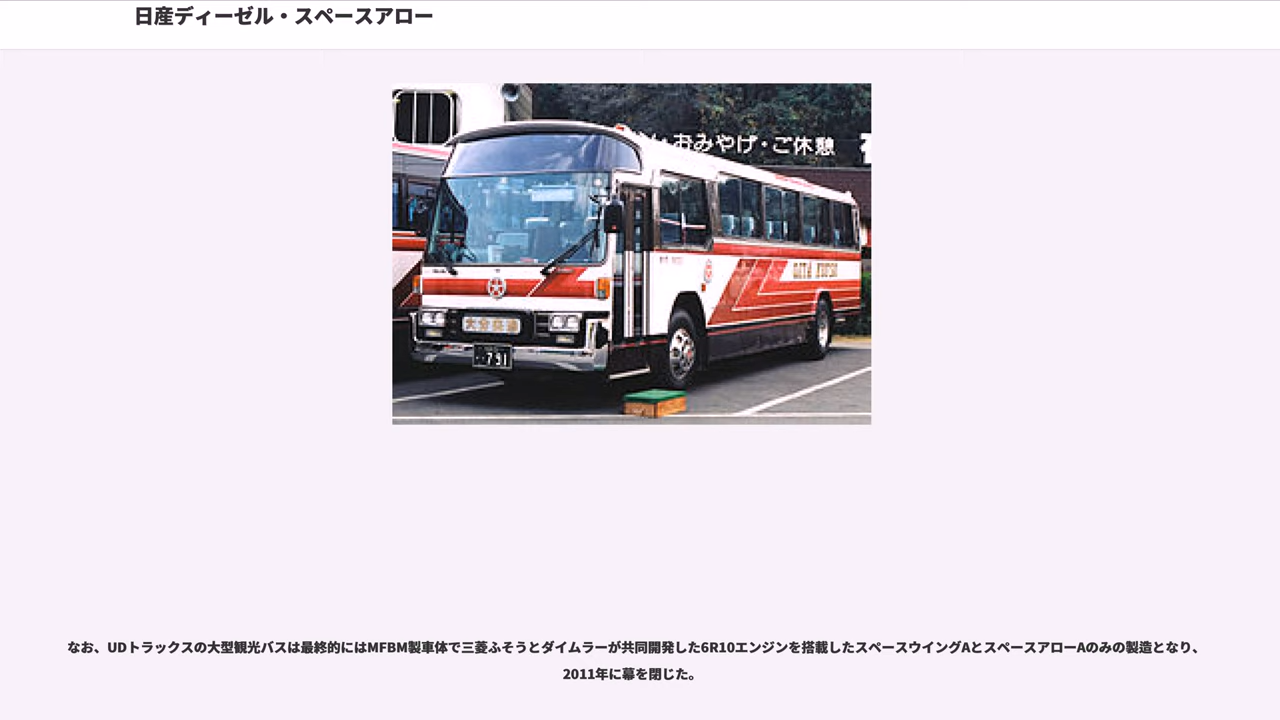 日産ディーゼル・スペースアロー
おみやげ・ご休憩
791
なお、UDトラックスの大型観光バスは最終的にはMFBM製車体で三菱ふそうとダイムラーが共同開発した6R10エンジンを搭載したスペースウイングAとスペースアローAのみの製造となり、
2011年に幕を閉じた。